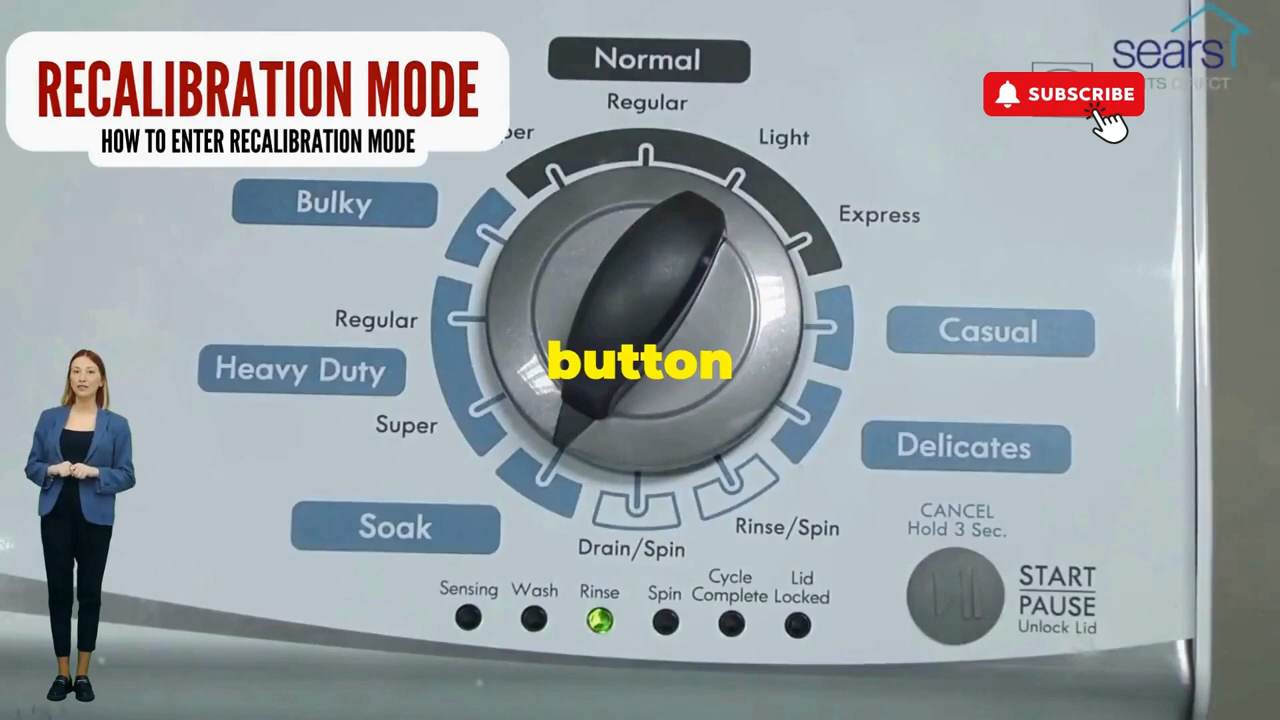 sears
RECALIBRATION MODE
HOW TO ENTER RECALIBRATION MODE
SUBSCRIBE
DIRECT
Normal
Regular
Light
Express
Bulky
Regular
Heavy Duty
Super
Casual
button
Delicates
Soak
Drain/Spin
Rinse/Spin
CANCEL
Hold 3 Sec.
Sensing
Wash
Rinse
Spin
Cycle
Complete
Lid
Locked
START
PAUSE
Unlock Lid